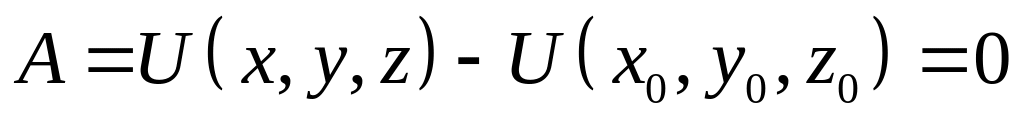 A = U(x, y, z) - U(x₀, y₀, z₀) = 0